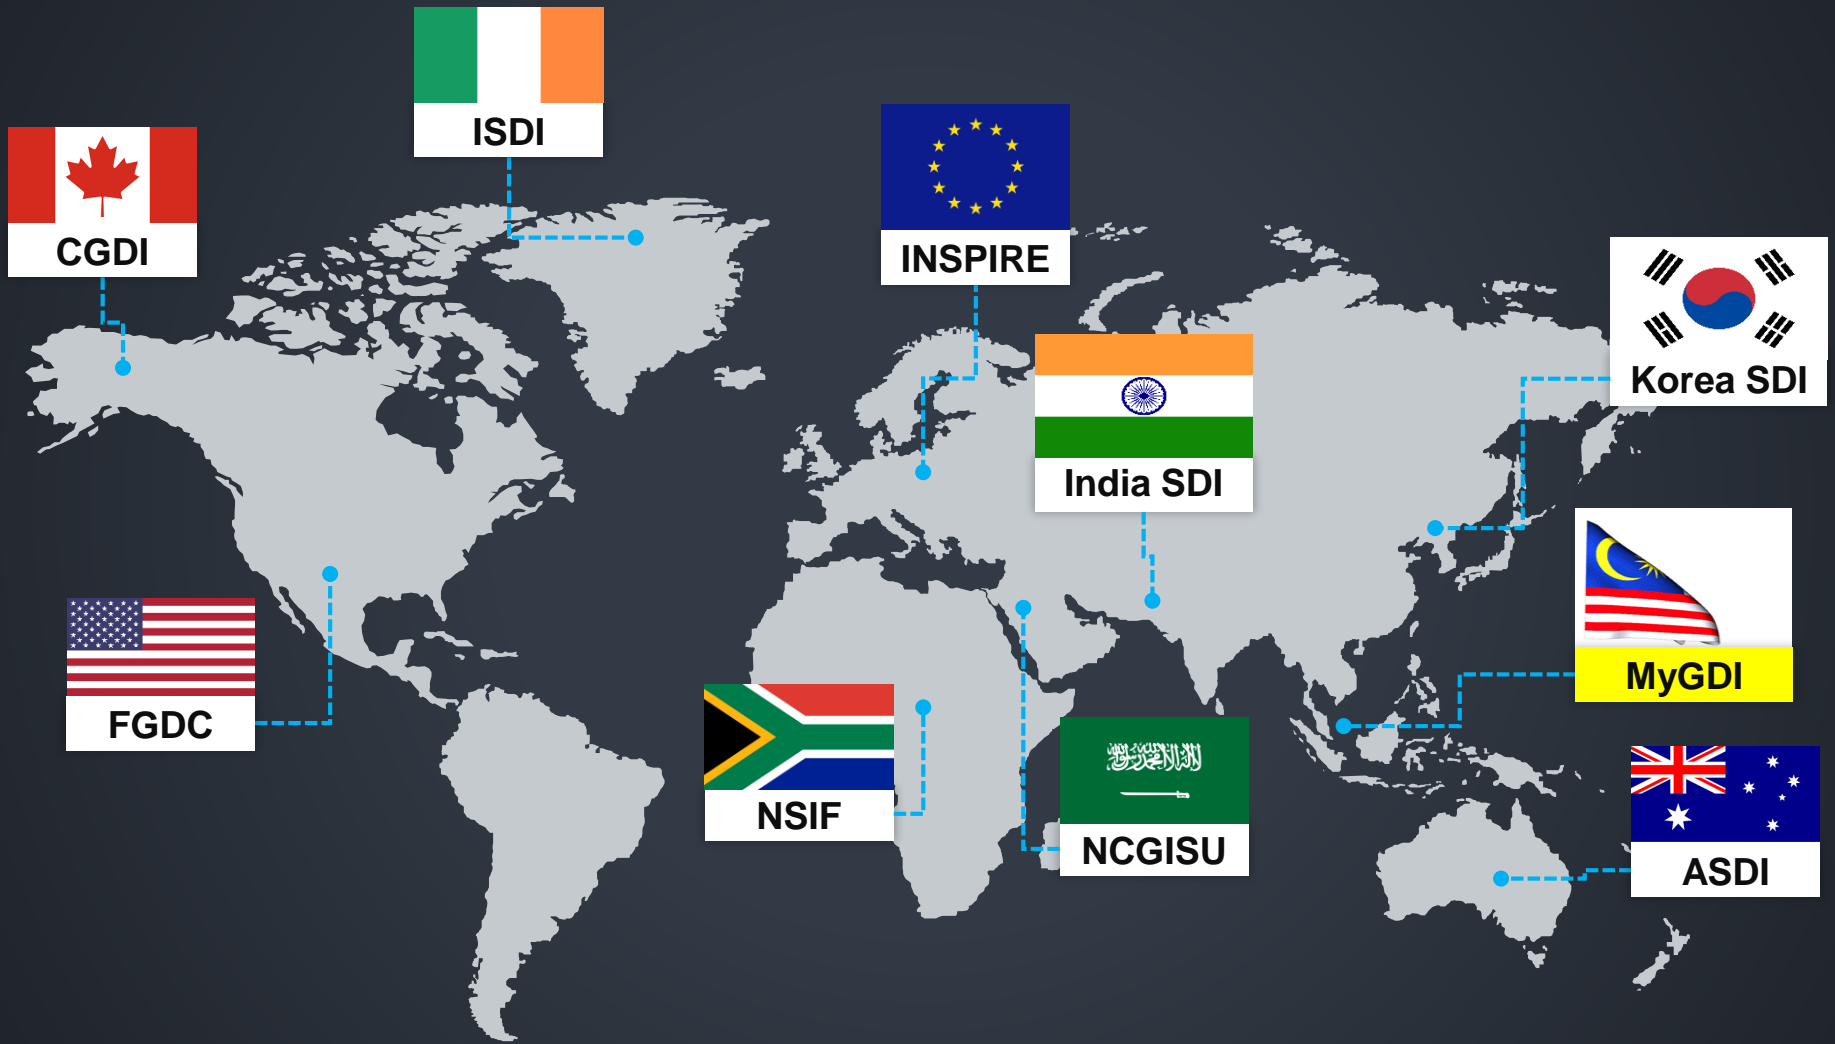 ISDI
CGDI
INSPIRE
Korea SDI
India SDI
MyGDI
FGDC
NSIF
NCGISU
ASDI